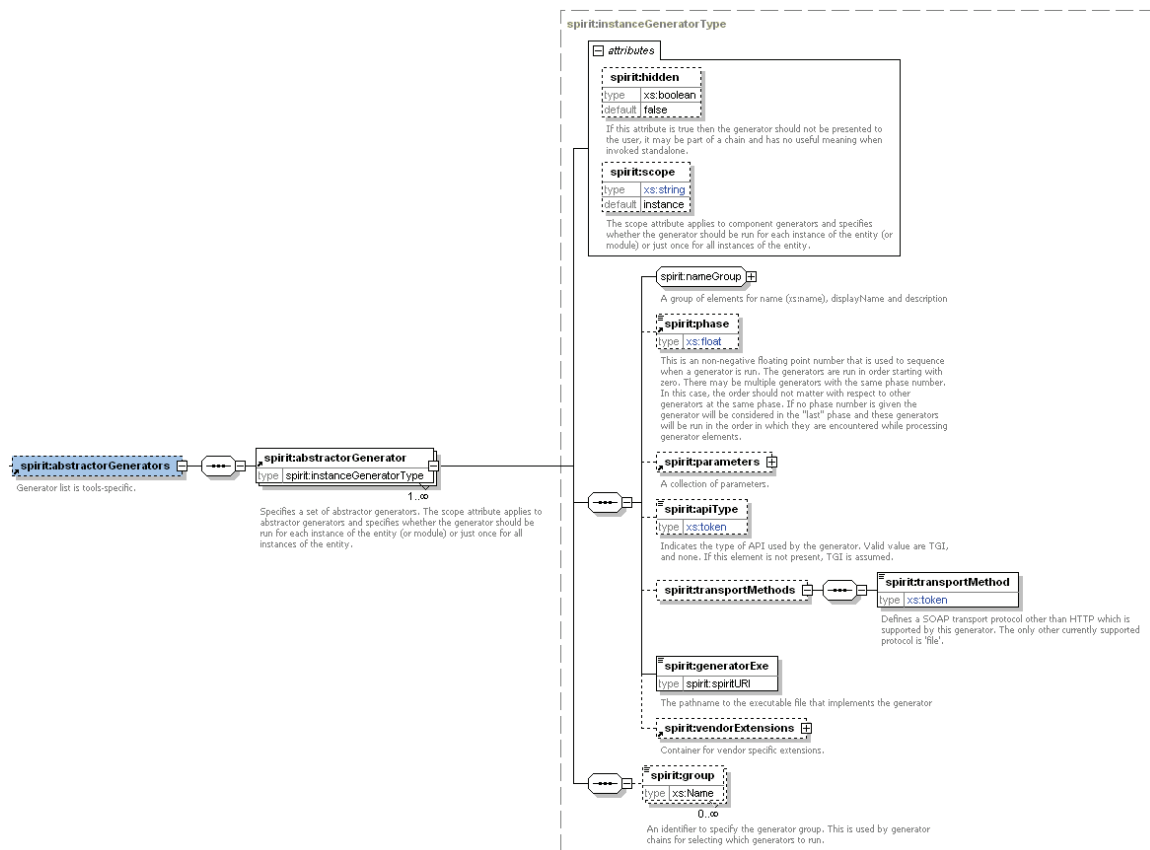 spirit:instanceGeneratorType
attributes
spirit:hidden
type xs:boolean
default false
If this attribute is true then the generator should not be presented to
the user, it may be part of a chain and has no useful meaning when
invoked standalone.
spirit:scope
type xs:string
default instance
The scope attribute applies to component generators and specifies
whether the generator should be run for each instance of the entity (or
module) or just once for all instances of the entity.
spirit:nameGroup
A group of elements for name (xs:name), displayName and description
spirit:phase
type xs:float
This is an non-negative floating point number that is used to sequence
when a generator is run. The generators are run in order starting with
zero. There may be multiple generators with the same phase number.
In this case, the order should not matter with respect to other
generators at the same phase. If no phase number is given the
generator will be considered in the "last" phase and these generators
will be run in the order in which they are encountered while processing
generator elements.
spirit:abstractorGenerators
Generator list is tools-specific.
spirit:abstractorGenerator
type spirit:instanceGeneratorType
1..∞
Specifies a set of abstractor generators. The scope attribute applies to
abstractor generators and specifies whether the generator should be
run for each instance of the entity (or module) or just once for all
instances of the entity.
spirit:parameters
A collection of parameters.
spirit:apiType
type xs:token
Indicates the type of API used by the generator. Valid value are TGI,
and none. If this element is not present, TGI is assumed.
spirit:transportMethods
spirit:transportMethod
type xs:token
Defines a SOAP transport protocol other than HTTP which is
supported by this generator. The only other currently supported
protocol is 'file'.
spirit:generatorExe
type spirit:spiritURI
The pathname to the executable file that implements the generator
spirit:vendorExtensions
Container for vendor specific extensions.
spirit:group
type xs:Name
0..∞
An identifier to specify the generator group. This is used by generator
chains for selecting which generators to run.